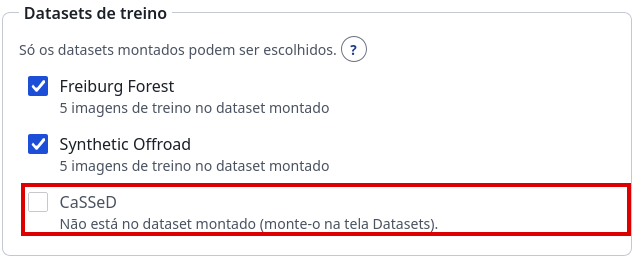 Datasets de treino
Só os datasets montados podem ser escolhidos. ?
Freiburg Forest
5 imagens de treino no dataset montado
Synthetic Offroad
5 imagens de treino no dataset montado
CaSSeD
Não está no dataset montado (monte-o na tela Datasets).